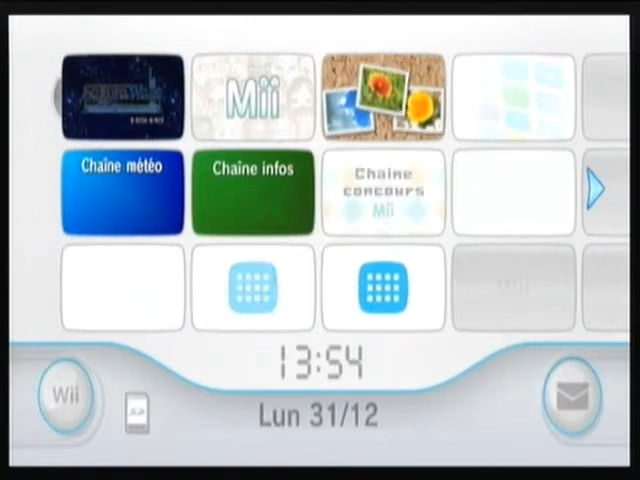 Mii
Chaîne météo
Chaîne infos
Chaîne
CONCOURS
Mii
13:54
Wii
Lun 31/12